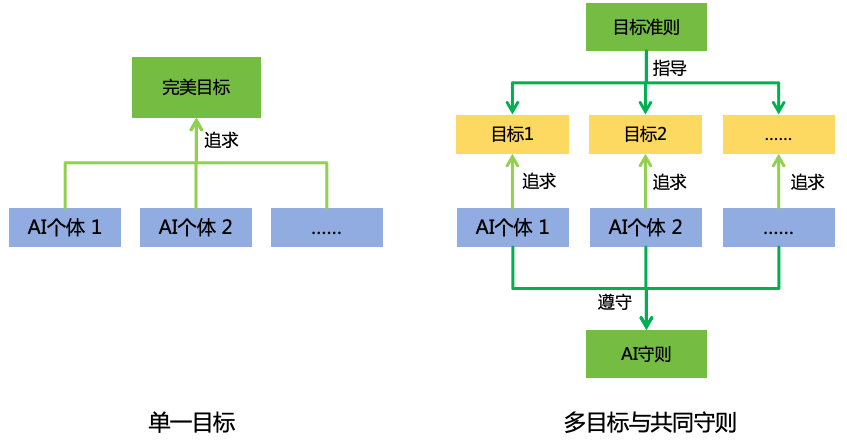 完美目标
追求
AI个体 1
AI个体 2
......
单一目标
目标准则
指导
目标1
目标2
......
追求
追求
追求
AI个体 1
AI个体 2
......
遵守
AI守则
多目标与共同守则